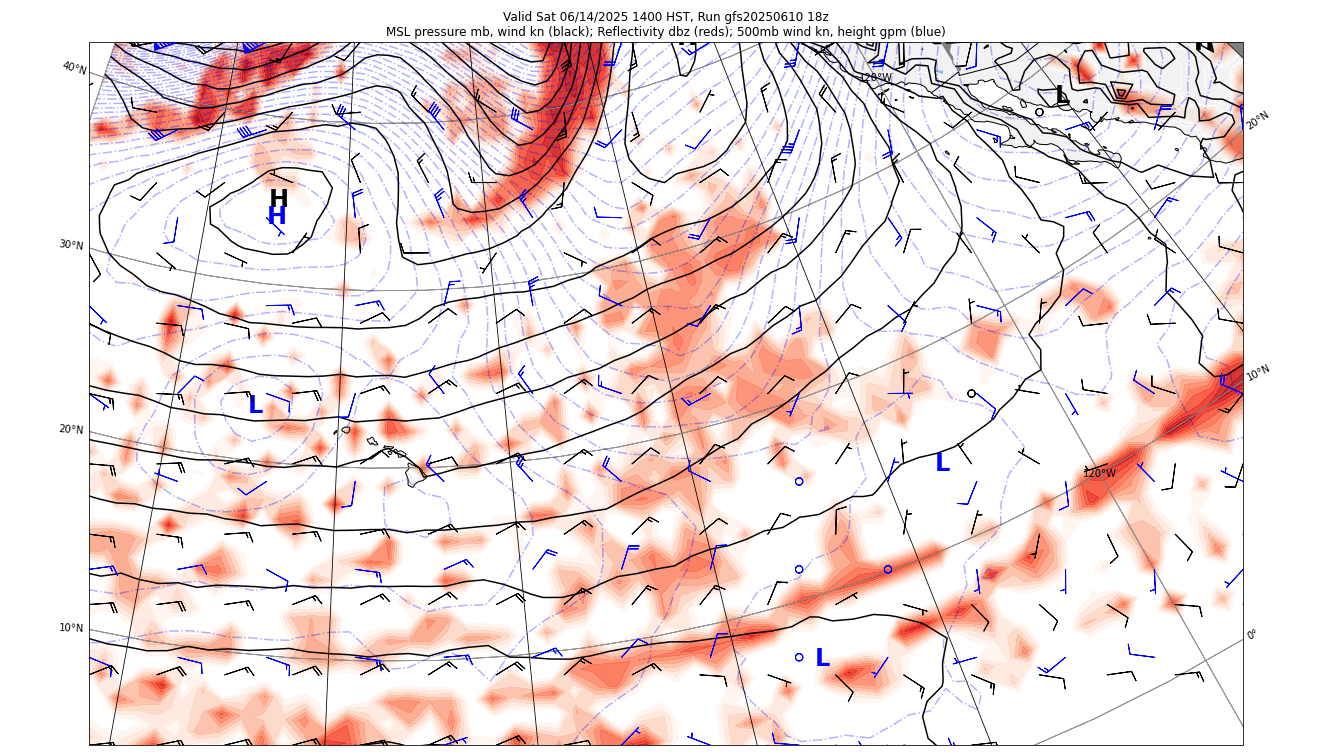 Valid Sat 06/14/2025 1400 HST, Run gfs20250610 18z
MSL pressure mb, wind kn (black); Reflectivity dbz (reds); 500mb wind kn, height gpm (blue)
H
40°N
120°W
L
20°N
H
H
30°N
10°N
L
20°N
L
120°W
10°N
0°
L